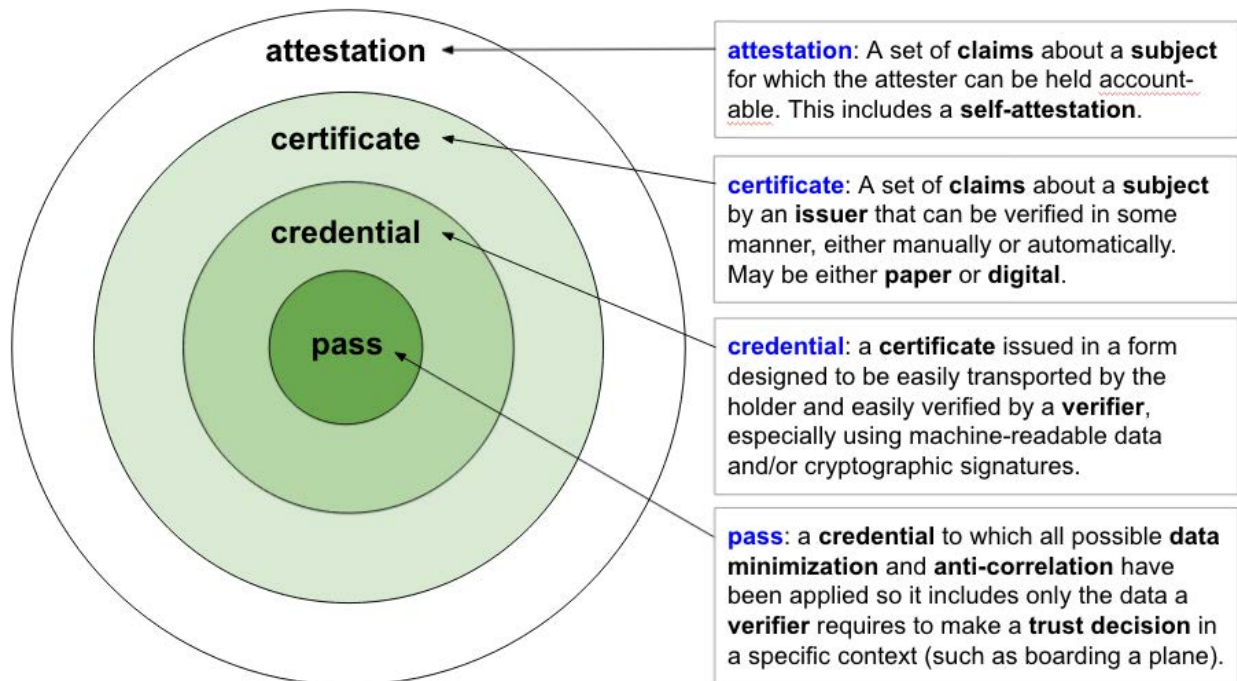 attestation
certificate
credential
pass
attestation: A set of claims about a subject
for which the attester can be held account-
able. This includes a self-attestation.
certificate: A set of claims about a subject
by an issuer that can be verified in some
manner, either manually or automatically.
May be either paper or digital.
credential: a certificate issued in a form
designed to be easily transported by the
holder and easily verified by a verifier,
especially using machine-readable data
and/or cryptographic signatures.
pass: a credential to which all possible data
minimization and anti-correlation have
been applied so it includes only the data a
verifier requires to make a trust decision in
a specific context (such as boarding a plane).